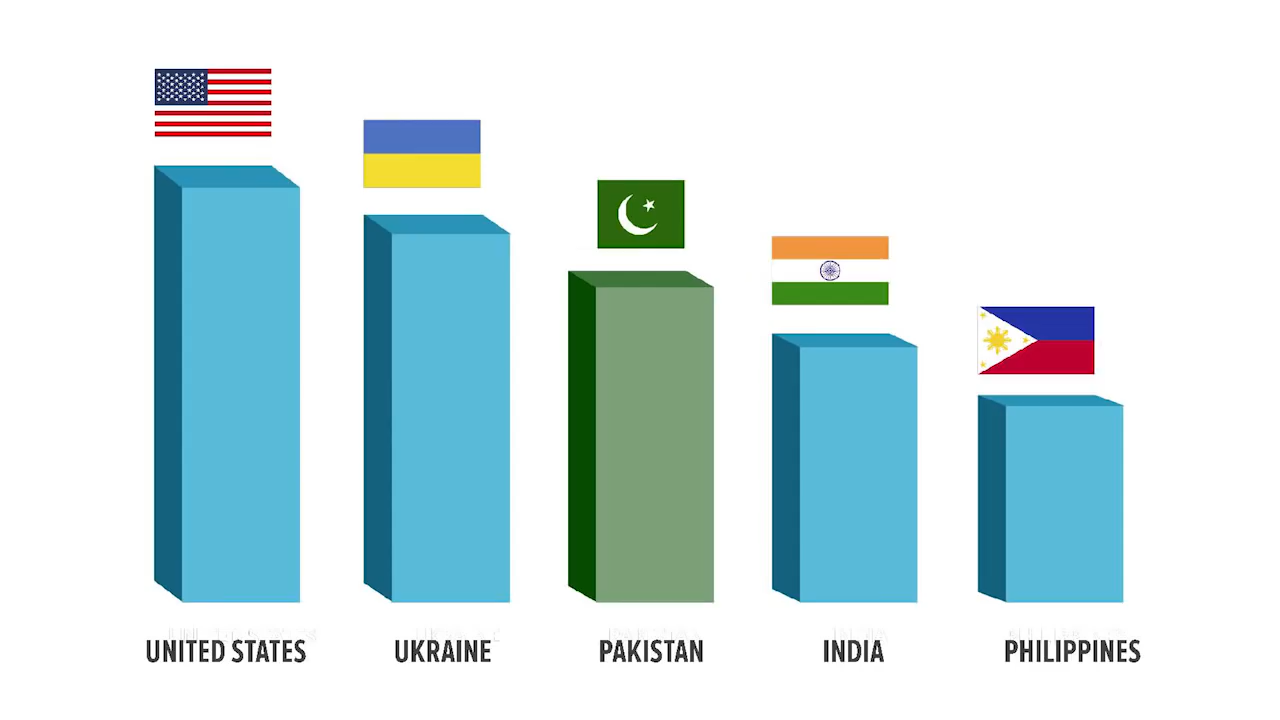 UNITED STATES
UKRAINE
PAKISTAN
INDIA
PHILIPPINES